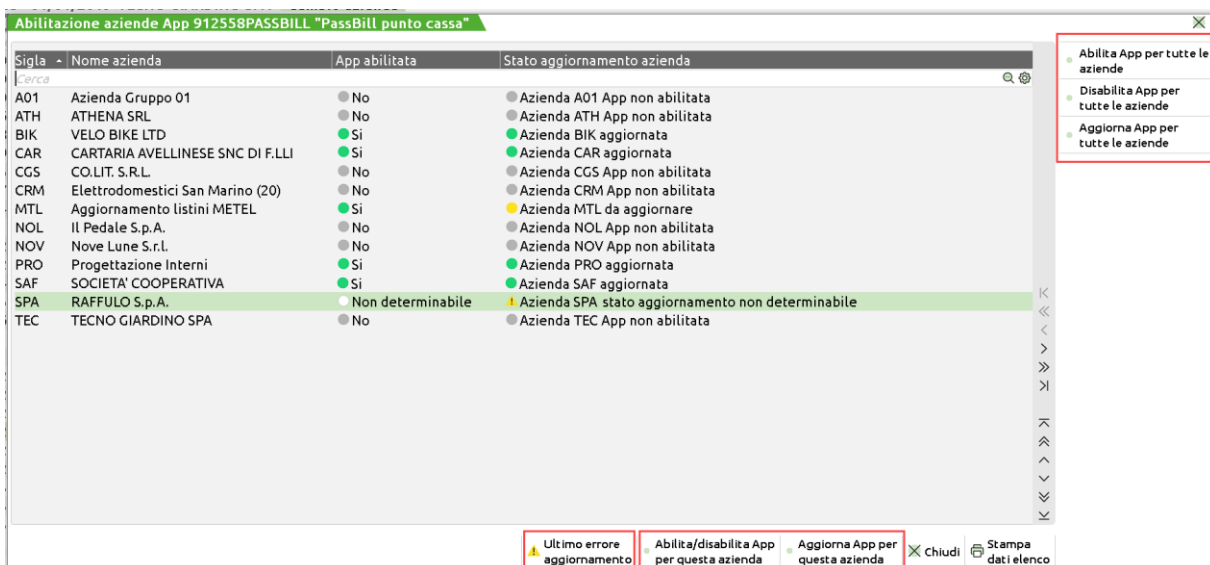 Abilitazione aziende App 912558PASSBILL "PassBill punto cassa"
Sigla Nome azienda App abilitata Stato aggiornamento azienda
Cerca
A01 Azienda Gruppo 01 No Azienda A01 App non abilitata
ATH ATHENA SRL No Azienda ATH App non abilitata
BIK VELO BIKE LTD Si Azienda BIK aggiornata
CAR CARTARIA AVELLINESE SNC DI F.LLI Si Azienda CAR aggiornata
CGS CO.LIT. S.R.L. No Azienda CGS App non abilitata
CRM Elettrodomestici San Marino (20) No Azienda CRM App non abilitata
MTL Aggiornamento listini METEL Si Azienda MTL da aggiornare
NOL Il Pedale S.p.A. No Azienda NOL App non abilitata
NOV Nove Lune S.r.l. No Azienda NOV App non abilitata
PRO Progettazione Interni Si Azienda PRO aggiornata
SAF SOCIETA' COOPERATIVA Si Azienda SAF aggiornata
SPA RAFFULO S.p.A. Non determinabile Azienda SPA stato aggiornamento non determinabile
TEC TECNO GIARDINO SPA No Azienda TEC App non abilitata
Abilita App per tutte le
aziende
Disabilita App per
tutte le aziende
Aggiorna App per
tutte le aziende
Ultimo errore
aggiornamento
Abilita/disabilita App
per questa azienda
Aggiorna App per
questa azienda
Chiudi
Stampa
dati elenco